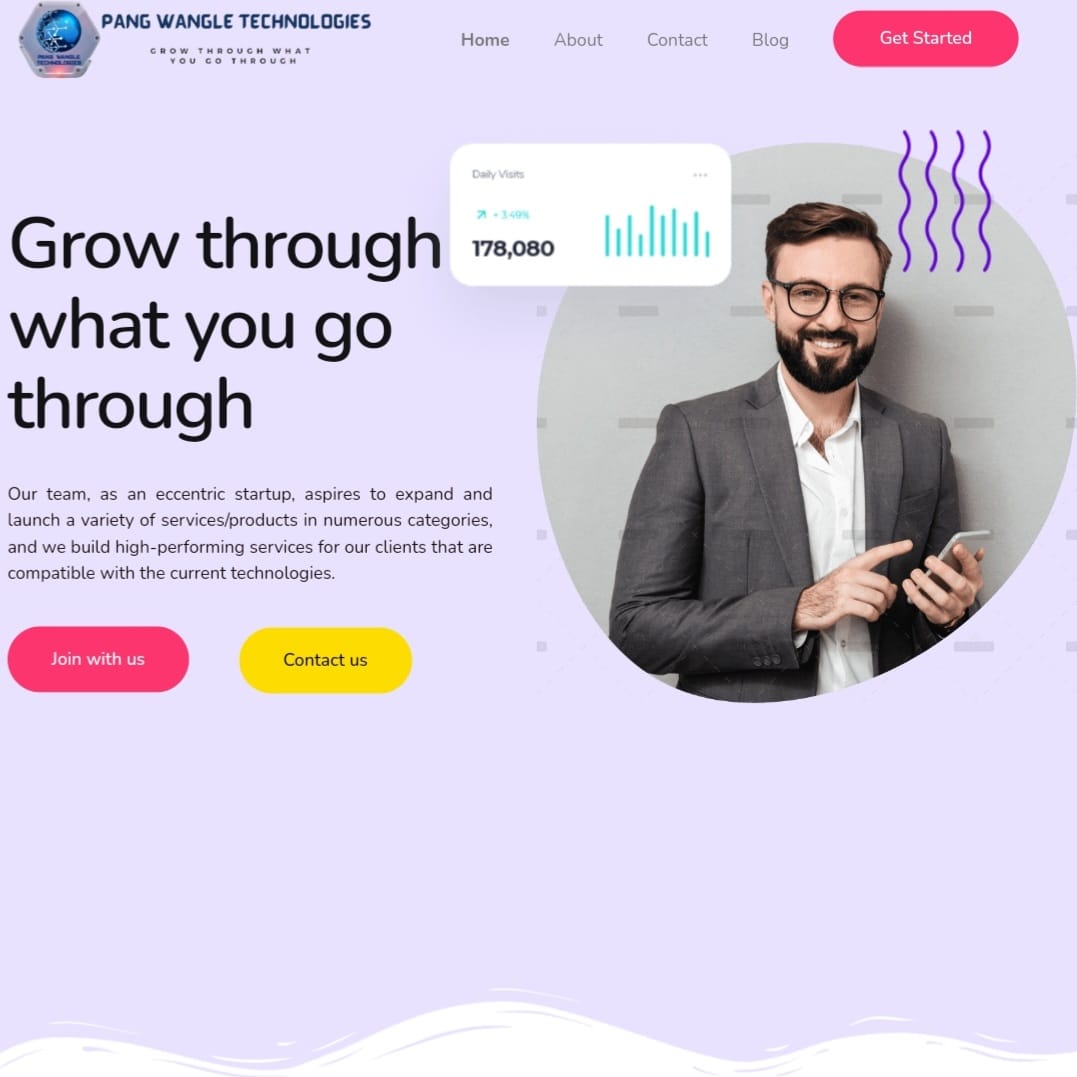 PANG WANGLE TECHNOLOGIES
GROW THROUGH WHAT
YOU GO THROUGH
PANG WANGLE
TECHNOLOGIES
Home
About
Contact
Blog
Get Started
Daily Visits
+ 3.49%
178,080
Grow through
what you go
through
Our team, as an eccentric startup, aspires to expand and
launch a variety of services/products in numerous categories,
and we build high-performing services for our clients that are
compatible with the current technologies.
Join with us
Contact us